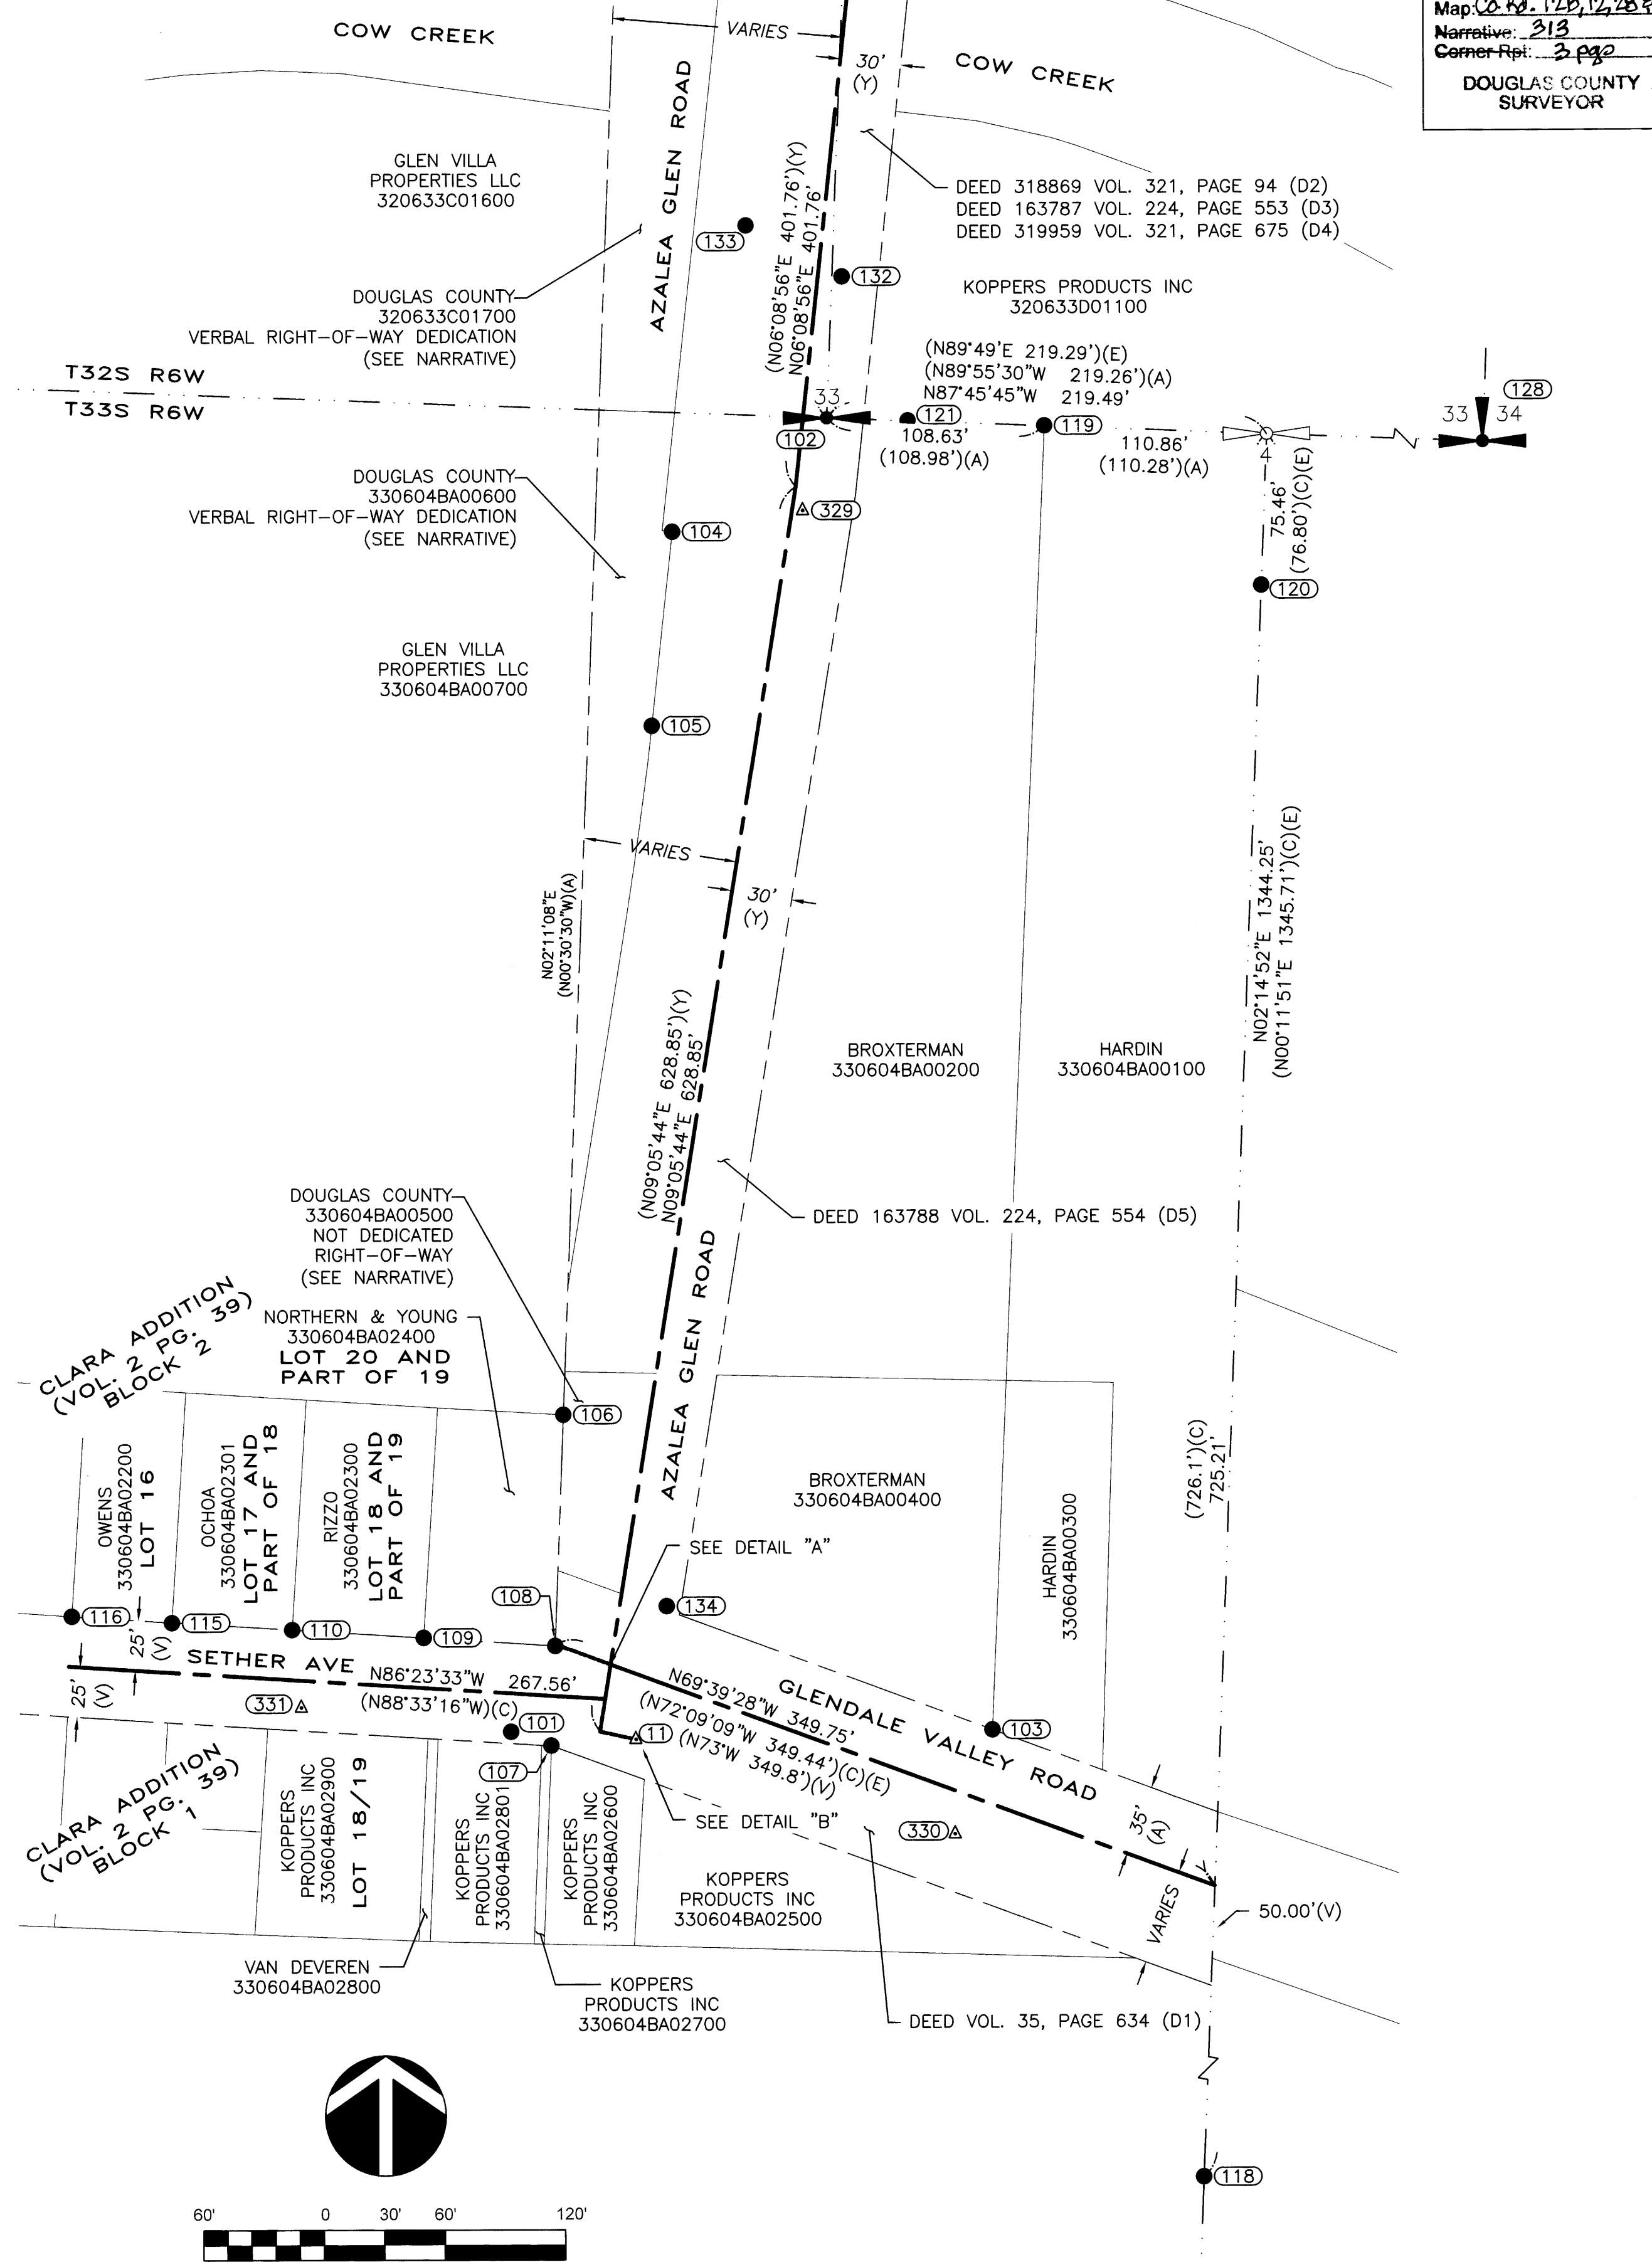 Map: Co. Rd. 12B, 12, 28 &
Narrative: 313
Corner Rpt: 3 pgs
DOUGLAS COUNTY
SURVEYOR
COW CREEK
VARIES
30'
(Y)
COW CREEK
AZALEA GLEN ROAD
GLEN VILLA
PROPERTIES LLC
320633C01600
(N06°08'56"E 401.76')(Y)
N06°08'56"E 401.76'
DEED 318869 VOL. 321, PAGE 94 (D2)
DEED 163787 VOL. 224, PAGE 553 (D3)
DEED 319959 VOL. 321, PAGE 675 (D4)
133
132
DOUGLAS COUNTY
320633C01700
VERBAL RIGHT-OF-WAY DEDICATION
(SEE NARRATIVE)
KOPPERS PRODUCTS INC
320633D01100
T32S R6W
T33S R6W
(N89°49'E 219.29')(E)
(N89°55'30"W 219.26')(A)
N87°45'45"W 219.49'
33
102
121
119
108.63'
(108.98')(A)
110.86'
(110.28')(A)
4
33 34
128
DOUGLAS COUNTY
330604BA00600
VERBAL RIGHT-OF-WAY DEDICATION
(SEE NARRATIVE)
329
104
75.46'
(76.80')(C)(E)
120
GLEN VILLA
PROPERTIES LLC
330604BA00700
105
VARIES
30'
(Y)
N02°11'08"E
(N00°30'30"W)(A)
N02°14'52"E 1344.25'
(N00°11'51"E 1345.71')(C)(E)
(N09°05'44"E 628.85')(Y)
N09°05'44"E 628.85'
BROXTERMAN
330604BA00200
HARDIN
330604BA00100
DOUGLAS COUNTY
330604BA00500
NOT DEDICATED
RIGHT-OF-WAY
(SEE NARRATIVE)
DEED 163788 VOL. 224, PAGE 554 (D5)
AZALEA GLEN ROAD
CLARA ADDITION
(VOL. 2 PG. 39)
BLOCK 2
NORTHERN & YOUNG
330604BA02400
LOT 20 AND
PART OF 19
106
OWENS
330604BA02200
LOT 16
OCHOA
330604BA02301
LOT 17 AND
PART OF 18
RIZZO
330604BA02300
LOT 18 AND
PART OF 19
BROXTERMAN
330604BA00400
HARDIN
330604BA00300
(726.1')(C)
725.21'
SEE DETAIL "A"
108
134
116
115
110
109
25'
(V)
25'
(V)
SETHER AVE
N86°23'33"W 267.56'
(N88°33'16"W)(C)
331
101
11
107
N69°39'28"W 349.75'
(N72°09'09"W 349.44')(C)(E)
(N73°W 349.8')(V)
GLENDALE VALLEY ROAD
103
CLARA ADDITION
(VOL. 2 PG. 39)
BLOCK 1
KOPPERS
PRODUCTS INC
330604BA02900
LOT 18/19
KOPPERS
PRODUCTS INC
330604BA02801
KOPPERS
PRODUCTS INC
330604BA02600
SEE DETAIL "B"
330
35'
(A)
VARIES
KOPPERS
PRODUCTS INC
330604BA02500
50.00'(V)
VAN DEVEREN
330604BA02800
KOPPERS
PRODUCTS INC
330604BA02700
DEED VOL. 35, PAGE 634 (D1)
118
60' 0 30' 60' 120'